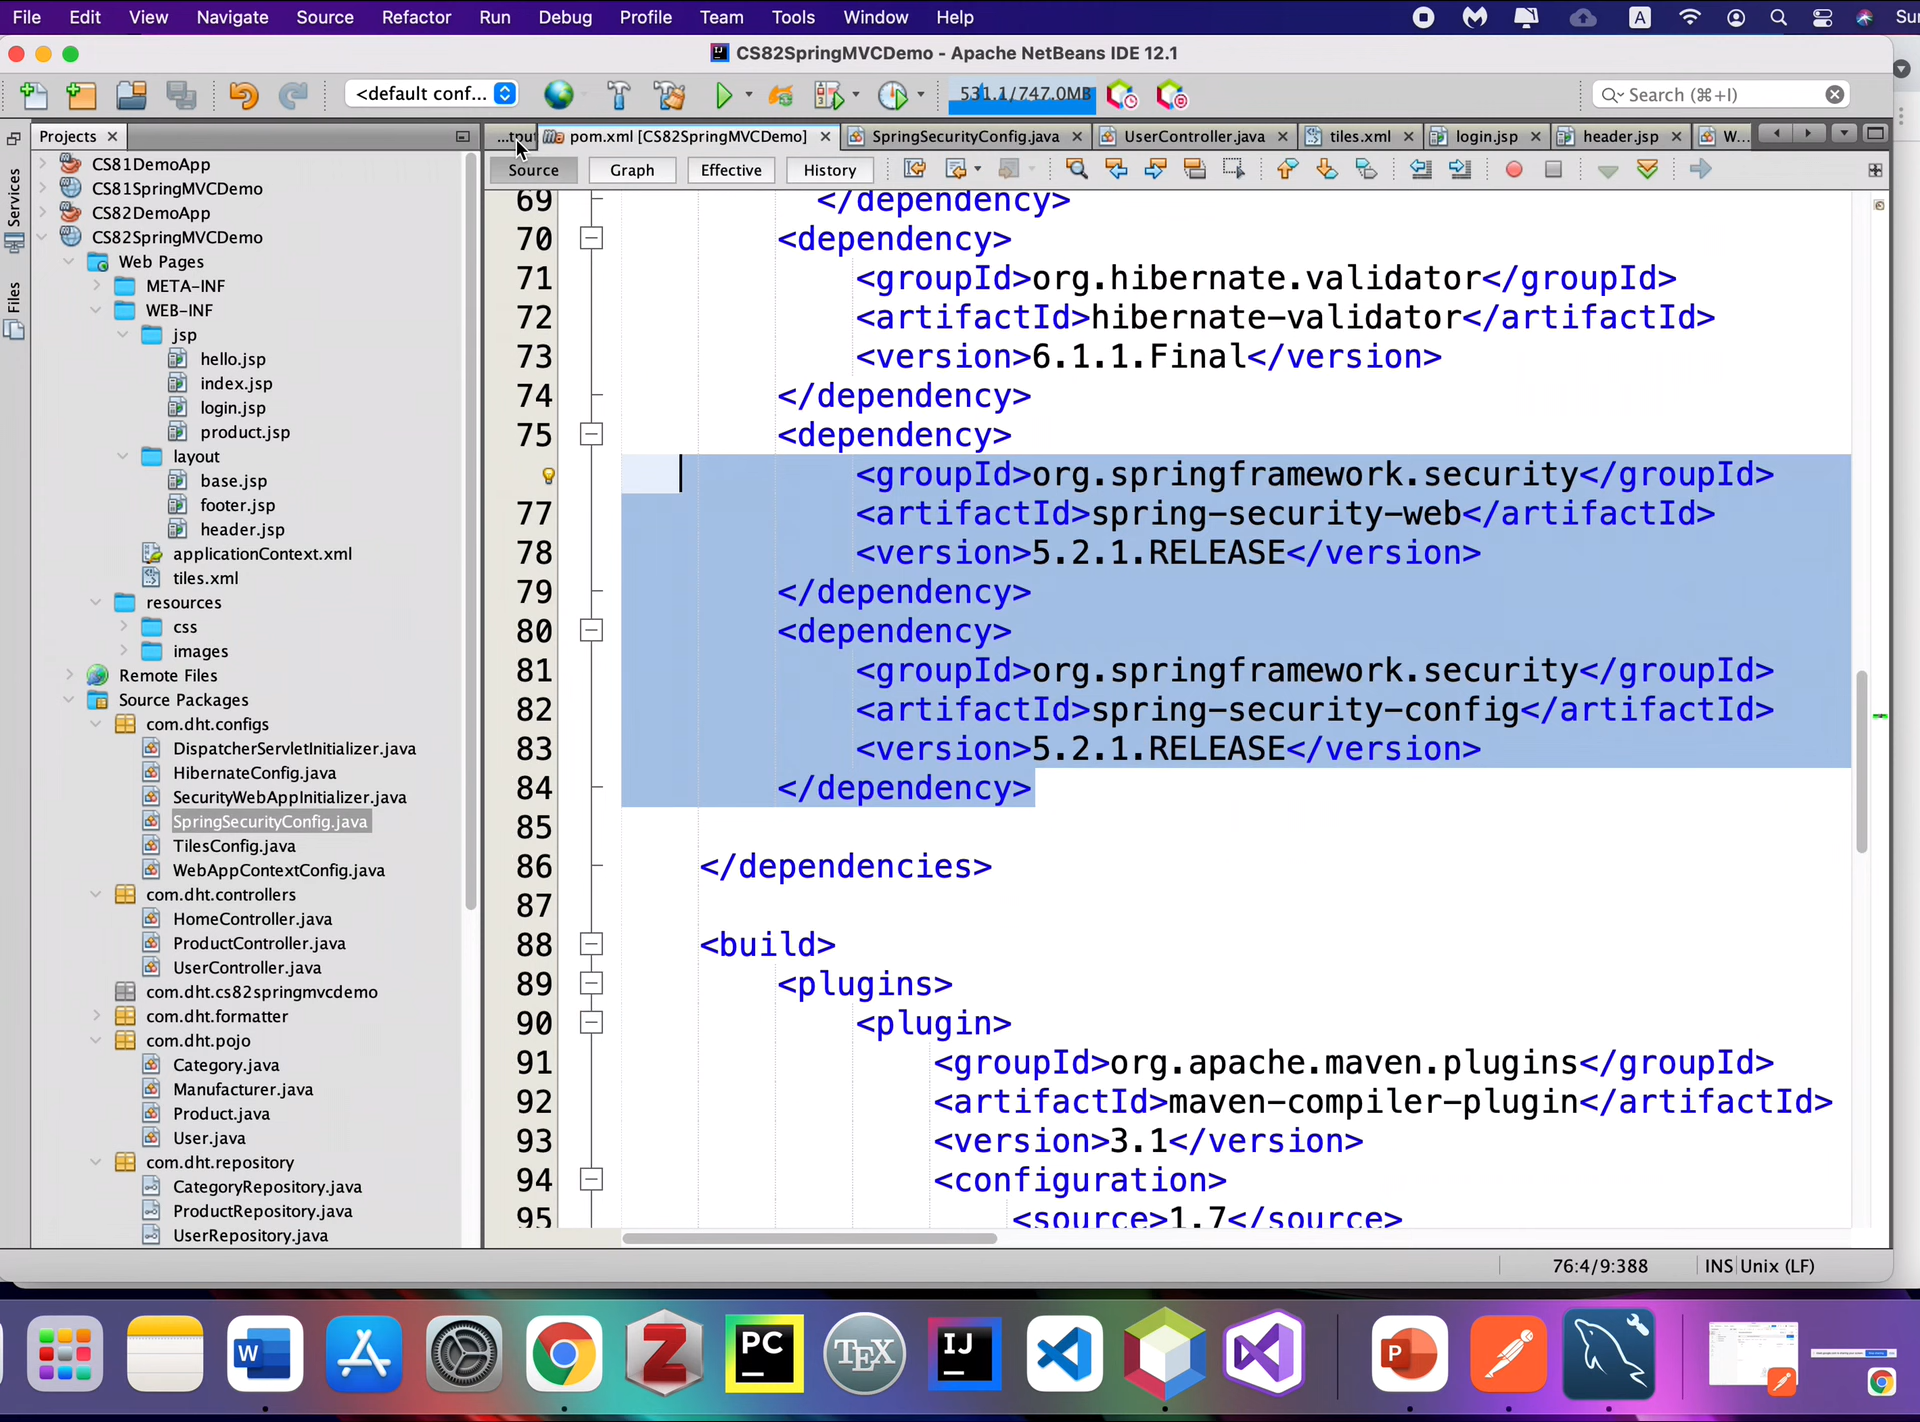 File Edit View Navigate Source Refactor Run Debug Profile Team Tools Window Help
A
CS82SpringMVCDemo - Apache NetBeans IDE 12.1
<default conf...
531.1/747.0MB
Search (⌘+I)
Projects
pom.xml [CS82SpringMVCDemo] SpringSecurityConfig.java UserController.java tiles.xml login.jsp header.jsp W...
Source Graph Effective History
Services
Files
CS81DemoApp
CS81SpringMVCDemo
CS82DemoApp
CS82SpringMVCDemo
Web Pages
META-INF
WEB-INF
jsp
hello.jsp
index.jsp
login.jsp
product.jsp
layout
base.jsp
footer.jsp
header.jsp
applicationContext.xml
tiles.xml
resources
css
images
Remote Files
Source Packages
com.dht.configs
DispatcherServletInitializer.java
HibernateConfig.java
SecurityWebAppInitializer.java
SpringSecurityConfig.java
TilesConfig.java
WebAppContextConfig.java
com.dht.controllers
HomeController.java
ProductController.java
UserController.java
com.dht.cs82springmvcdemo
com.dht.formatter
com.dht.pojo
Category.java
Manufacturer.java
Product.java
User.java
com.dht.repository
CategoryRepository.java
ProductRepository.java
UserRepository.java
69 </dependency>
70 <dependency>
71 <groupId>org.hibernate.validator</groupId>
72 <artifactId>hibernate-validator</artifactId>
73 <version>6.1.1.Final</version>
74 </dependency>
75 <dependency>
<groupId>org.springframework.security</groupId>
77 <artifactId>spring-security-web</artifactId>
78 <version>5.2.1.RELEASE</version>
79 </dependency>
80 <dependency>
81 <groupId>org.springframework.security</groupId>
82 <artifactId>spring-security-config</artifactId>
83 <version>5.2.1.RELEASE</version>
84 </dependency>
85
86 </dependencies>
87
88 <build>
89 <plugins>
90 <plugin>
91 <groupId>org.apache.maven.plugins</groupId>
92 <artifactId>maven-compiler-plugin</artifactId>
93 <version>3.1</version>
94 <configuration>
95 <source>1.7</source>
76:4/9:388 INS Unix (LF)
W Z PC TEX IJ P